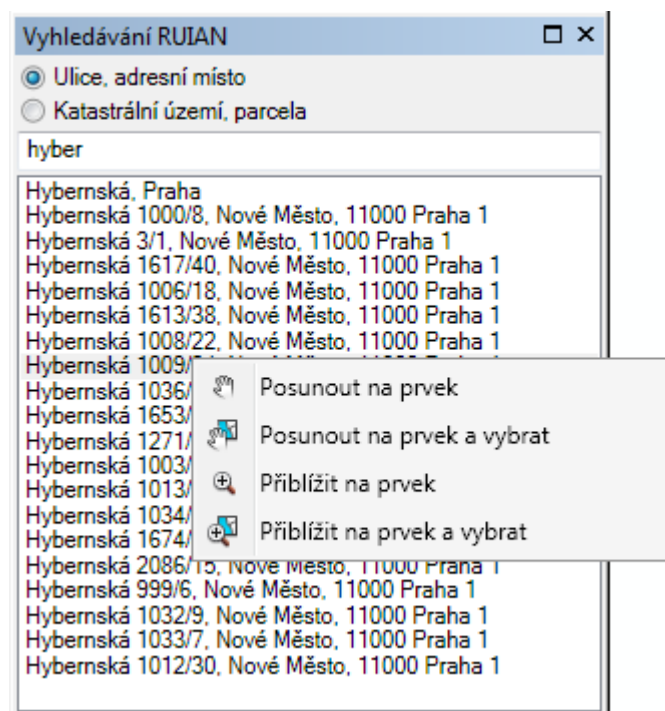 Vyhledávání RUIAN
Ulice, adresní místo
Katastrální území, parcela
hyber
Hybernská, Praha
Hybernská 1000/8, Nové Město, 11000 Praha 1
Hybernská 3/1, Nové Město, 11000 Praha 1
Hybernská 1617/40, Nové Město, 11000 Praha 1
Hybernská 1006/18, Nové Město, 11000 Praha 1
Hybernská 1613/38, Nové Město, 11000 Praha 1
Hybernská 1008/22, Nové Město, 11000 Praha 1
Hybernská 1009/
Hybernská 1036/
Hybernská 1653/
Hybernská 1271/
Hybernská 1003/
Hybernská 1013/
Hybernská 1034/
Hybernská 1674/
Posunout na prvek
Posunout na prvek a vybrat
Přiblížit na prvek
Přiblížit na prvek a vybrat
Hybernská 2086/15, Nové Město, 11000 Praha 1
Hybernská 999/6, Nové Město, 11000 Praha 1
Hybernská 1032/9, Nové Město, 11000 Praha 1
Hybernská 1033/7, Nové Město, 11000 Praha 1
Hybernská 1012/30, Nové Město, 11000 Praha 1